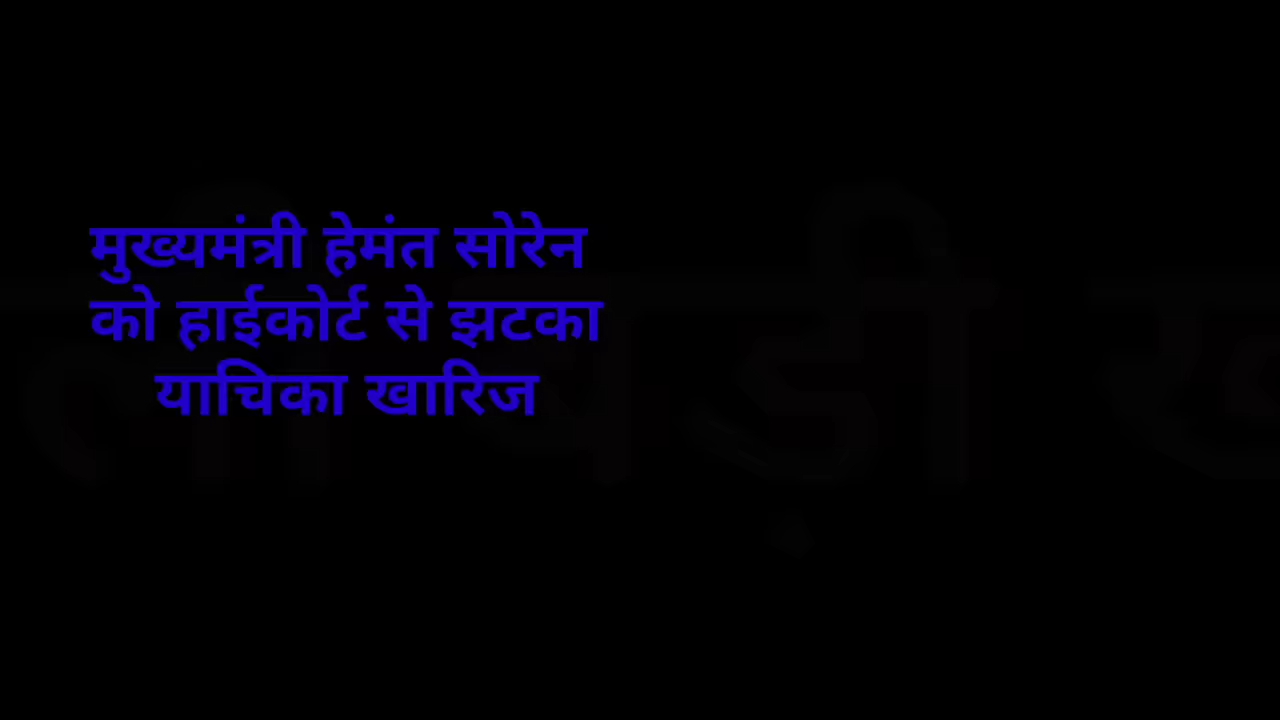 मुख्यमंत्री हेमंत सोरेन
को हाईकोर्ट से झटका
याचिका खारिज